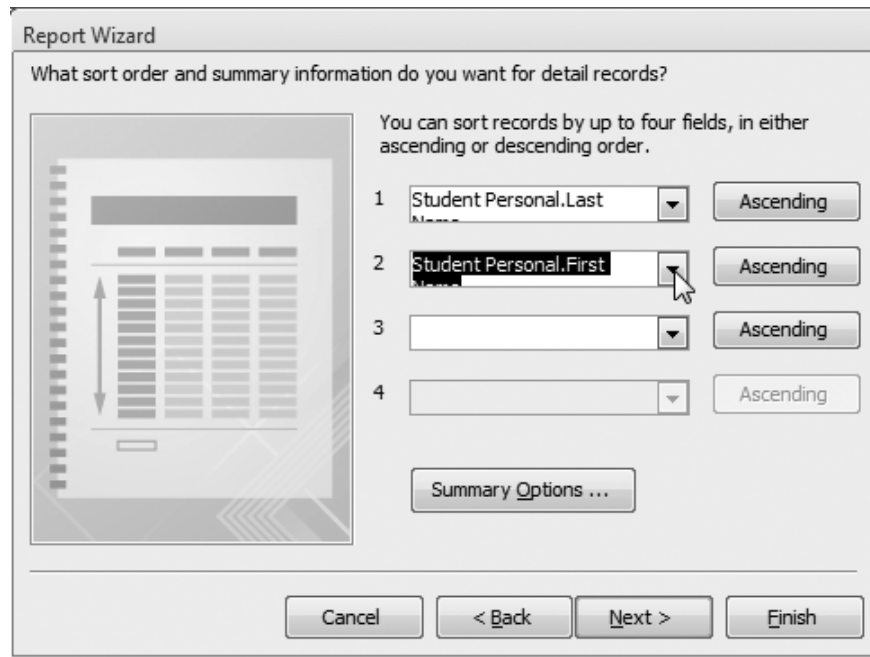 Report Wizard
What sort order and summary information do you want for detail records?
You can sort records by up to four fields, in either
ascending or descending order.
1 Student Personal.Last Ascending
2 Student Personal.First Ascending
3 Ascending
4 Ascending
Summary Options ...
Cancel < Back Next > Finish